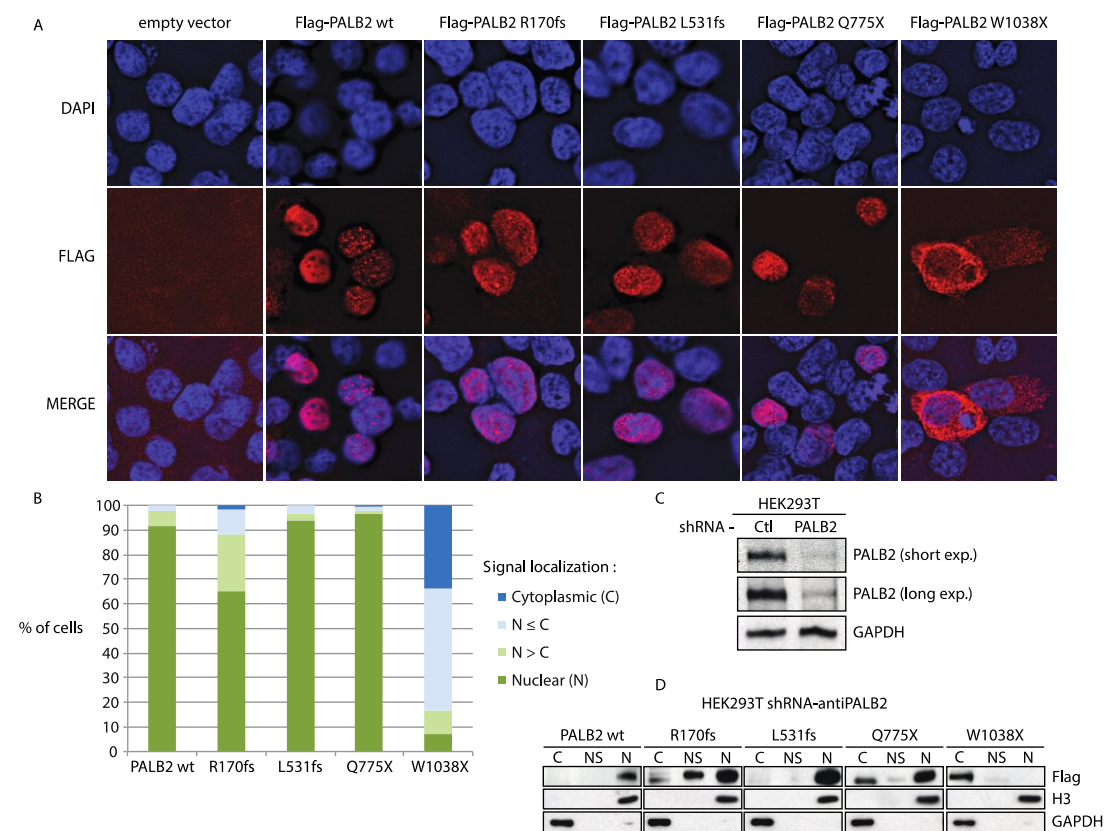 A
empty vector
Flag-PALB2 wt
Flag-PALB2 R170fs
Flag-PALB2 L531fs
Flag-PALB2 Q775X
Flag-PALB2 W1038X
DAPI
FLAG
MERGE
B
% of cells
100
90
80
70
60
50
40
30
20
10
0
PALB2 wt
R170fs
L531fs
Q775X
W1038X
Signal localization :
Cytoplasmic (C)
N ≤ C
N > C
Nuclear (N)
C
HEK293T
shRNA - Ctl PALB2
PALB2 (short exp.)
PALB2 (long exp.)
GAPDH
D
HEK293T shRNA-antiPALB2
PALB2 wt R170fs L531fs Q775X W1038X
C NS N C NS N C NS N C NS N C NS N
Flag
H3
GAPDH